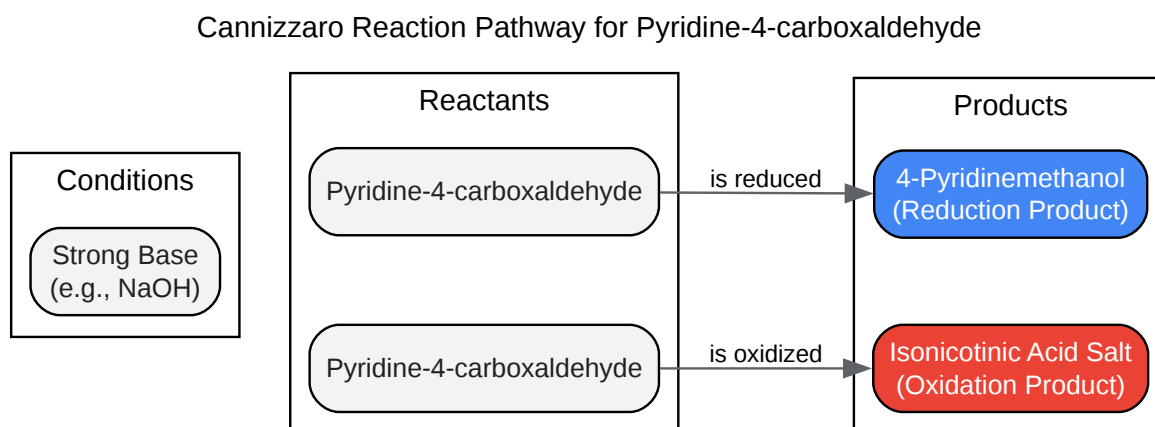 Cannizzaro Reaction Pathway for Pyridine-4-carboxaldehyde
Conditions
Strong Base
(e.g., NaOH)
Reactants
Pyridine-4-carboxaldehyde
Pyridine-4-carboxaldehyde
is reduced
is oxidized
Products
4-Pyridinemethanol
(Reduction Product)
Isonicotinic Acid Salt
(Oxidation Product)